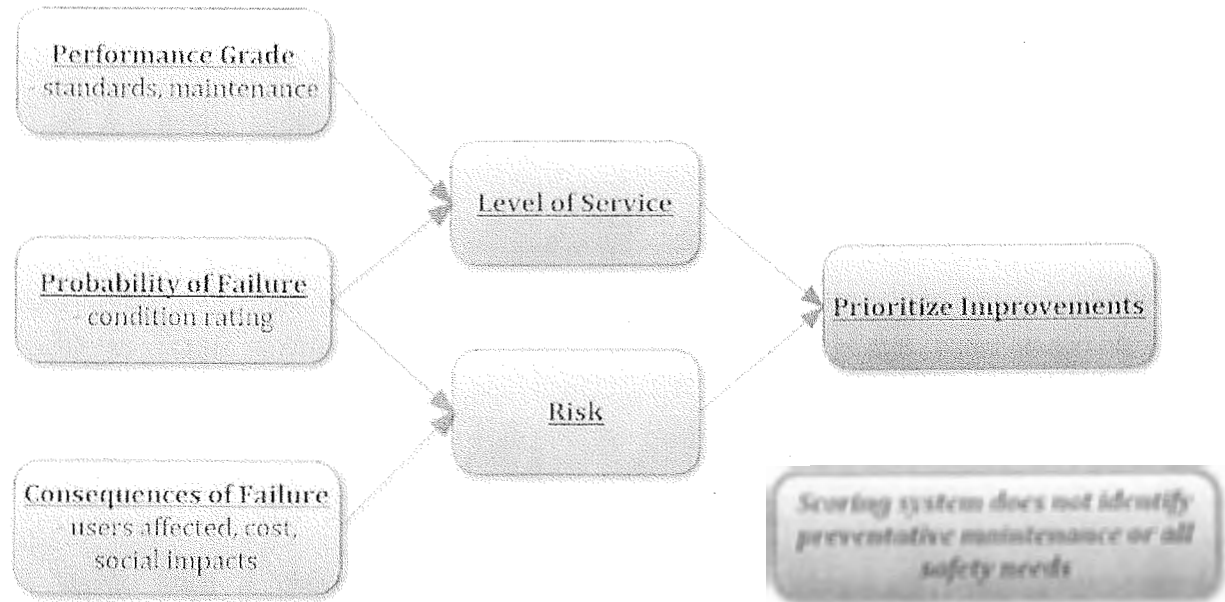 Performance Grade
- standards, maintenance
Probability of Failure
- condition rating
Consequences of Failure
- users affected, cost,
social impacts
Level of Service
Risk
Prioritize Improvements
Scoring system does not identify
preventative maintenance or all
safety needs